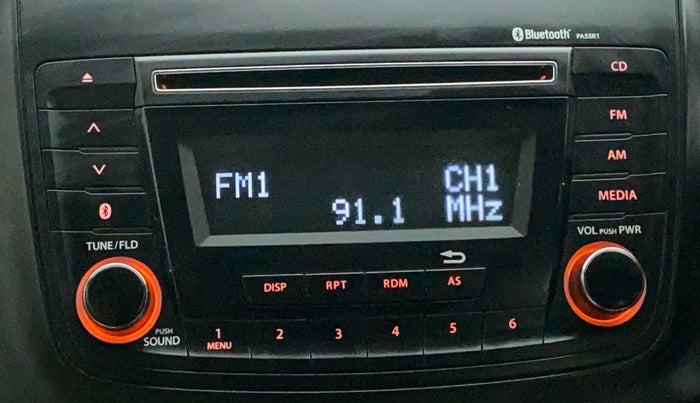 Bluetooth PA5SR1
CD
FM
AM
MEDIA
FM1 CH1
91.1 MHz
TUNE/FLD
VOL PUSH PWR
DISP RPT RDM AS
PUSH
SOUND
1 2 3 4 5 6
MENU